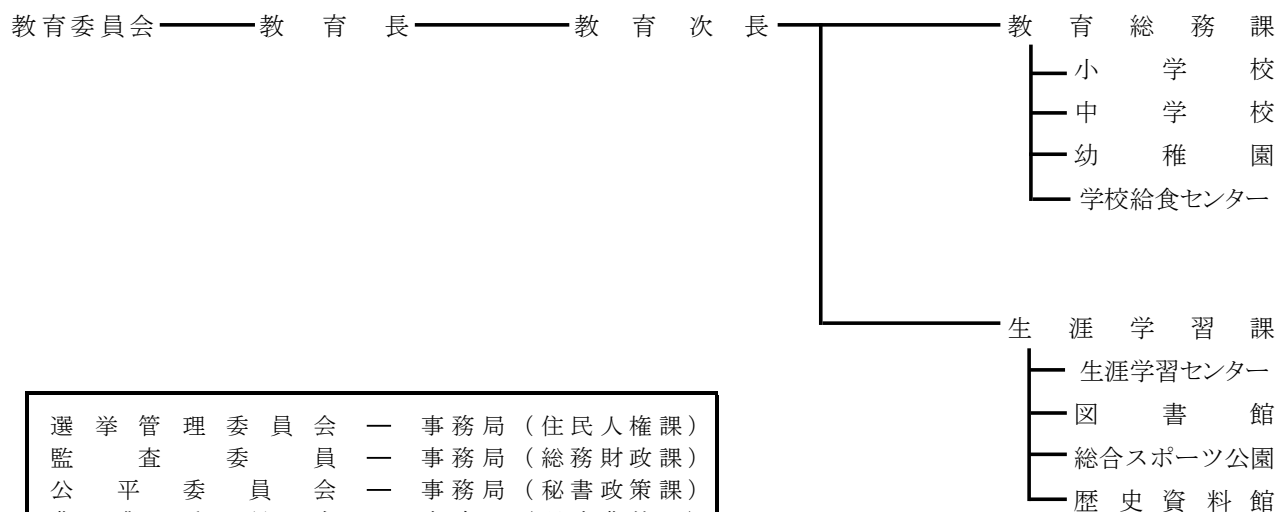 教育委員会 教育長 教育次長 教育総務課
小学校
中学校
幼稚園
学校給食センター
生涯学習課
生涯学習センター
図書館
総合スポーツ公園
歴史資料館
選挙管理委員会 ― 事務局(住民人権課)
監査委員 ― 事務局(総務財政課)
公平委員会 ― 事務局(秘書政策課)